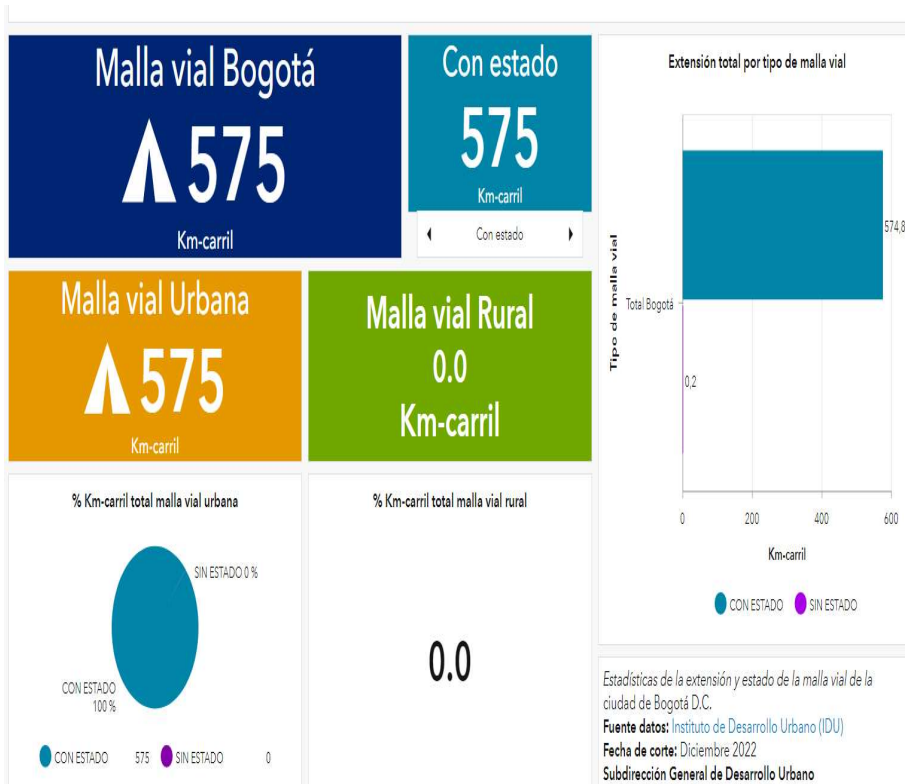 Malla vial Bogotá
575
Km-carril
Con estado
575
Km-carril
Con estado
Malla vial Urbana
575
Km-carril
Malla vial Rural
0.0
Km-carril
% Km-carril total malla vial urbana
SIN ESTADO 0 %
CON ESTADO
100 %
CON ESTADO 575 SIN ESTADO 0
% Km-carril total malla vial rural
0.0
Extensión total por tipo de malla vial
Tipo de malla vial
574,8
Total Bogotá
0,2
0 200 400 600
Km-carril
CON ESTADO SIN ESTADO
Estadísticas de la extensión y estado de la malla vial de la
ciudad de Bogotá D.C.
Fuente datos: Instituto de Desarrollo Urbano (IDU)
Fecha de corte: Diciembre 2022
Subdirección General de Desarrollo Urbano